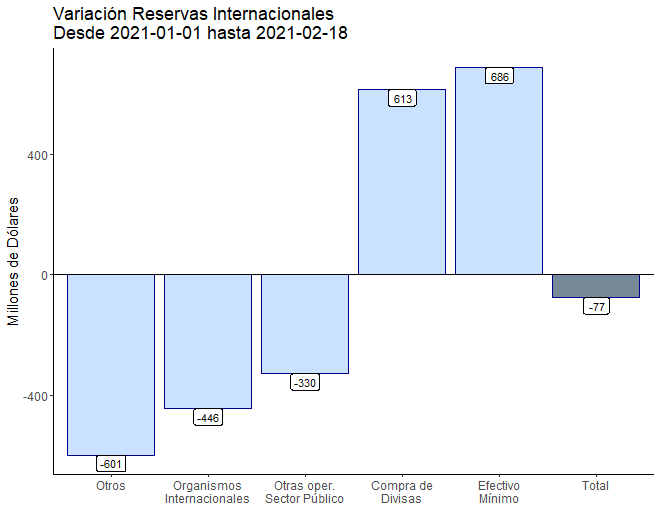 Variación Reservas Internacionales
Desde 2021-01-01 hasta 2021-02-18
Millones de Dólares
400
0
-400
-601
-446
-330
613
686
-77
Otros
Organismos
Internacionales
Otras oper.
Sector Público
Compra de
Divisas
Efectivo
Mínimo
Total